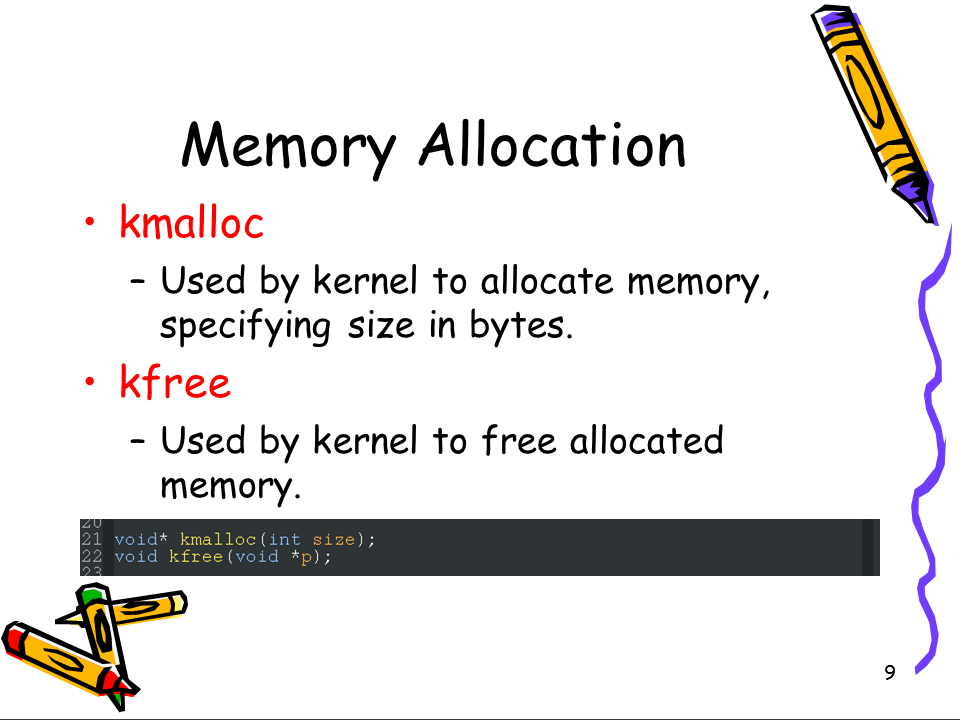 Memory Allocation
• kmalloc
– Used by kernel to allocate memory,
specifying size in bytes.
• kfree
– Used by kernel to free allocated
memory.
20
21 void* kmalloc(int size);
22 void kfree(void *p);
23
9